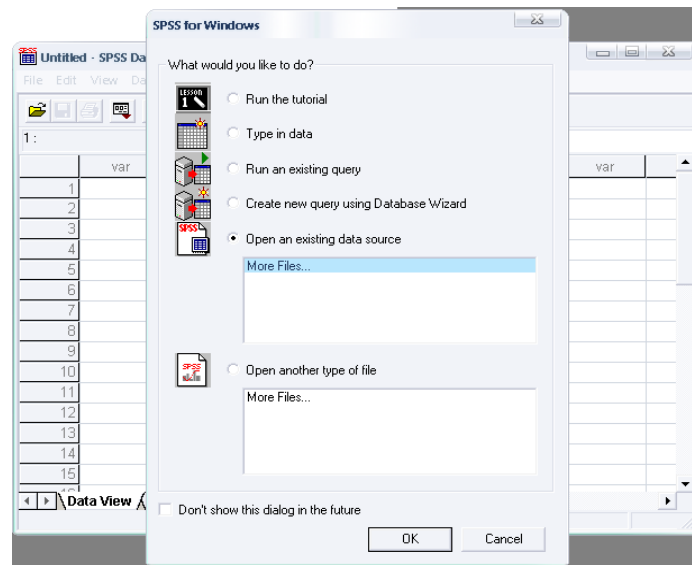 SPSS for Windows
Untitled - SPSS Da
File Edit View Da
1 :
var
var
1
2
3
4
5
6
7
8
9
10
11
12
13
14
15
Data View
What would you like to do?
LESSON 1
Run the tutorial
Type in data
Run an existing query
Create new query using Database Wizard
SPSS
Open an existing data source
More Files...
SPSS
Open another type of file
More Files...
Don't show this dialog in the future
OK
Cancel